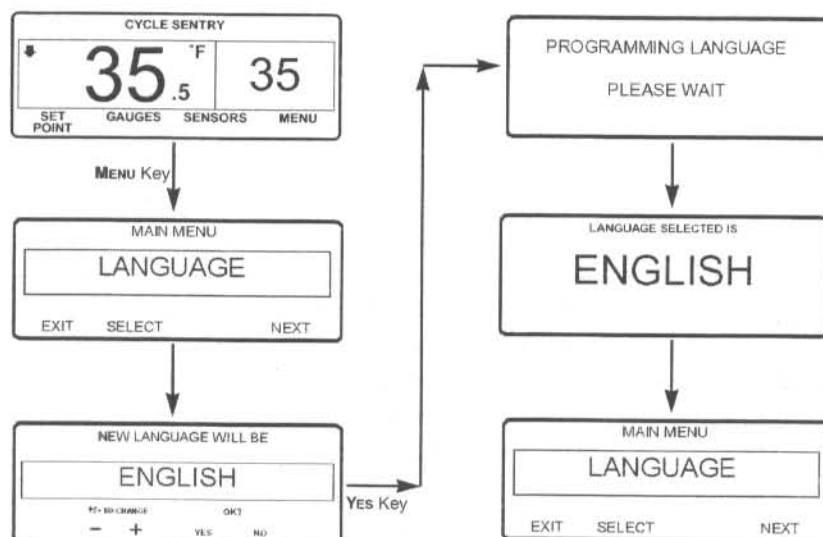 CYCLE SENTRY
35.5 °F 35
SET POINT GAUGES SENSORS MENU
MENU Key
MAIN MENU
LANGUAGE
EXIT SELECT NEXT
NEW LANGUAGE WILL BE
ENGLISH
TO CHANGE OK?
− + YES NO
YES Key
PROGRAMMING LANGUAGE
PLEASE WAIT
LANGUAGE SELECTED IS
ENGLISH
MAIN MENU
LANGUAGE
EXIT SELECT NEXT